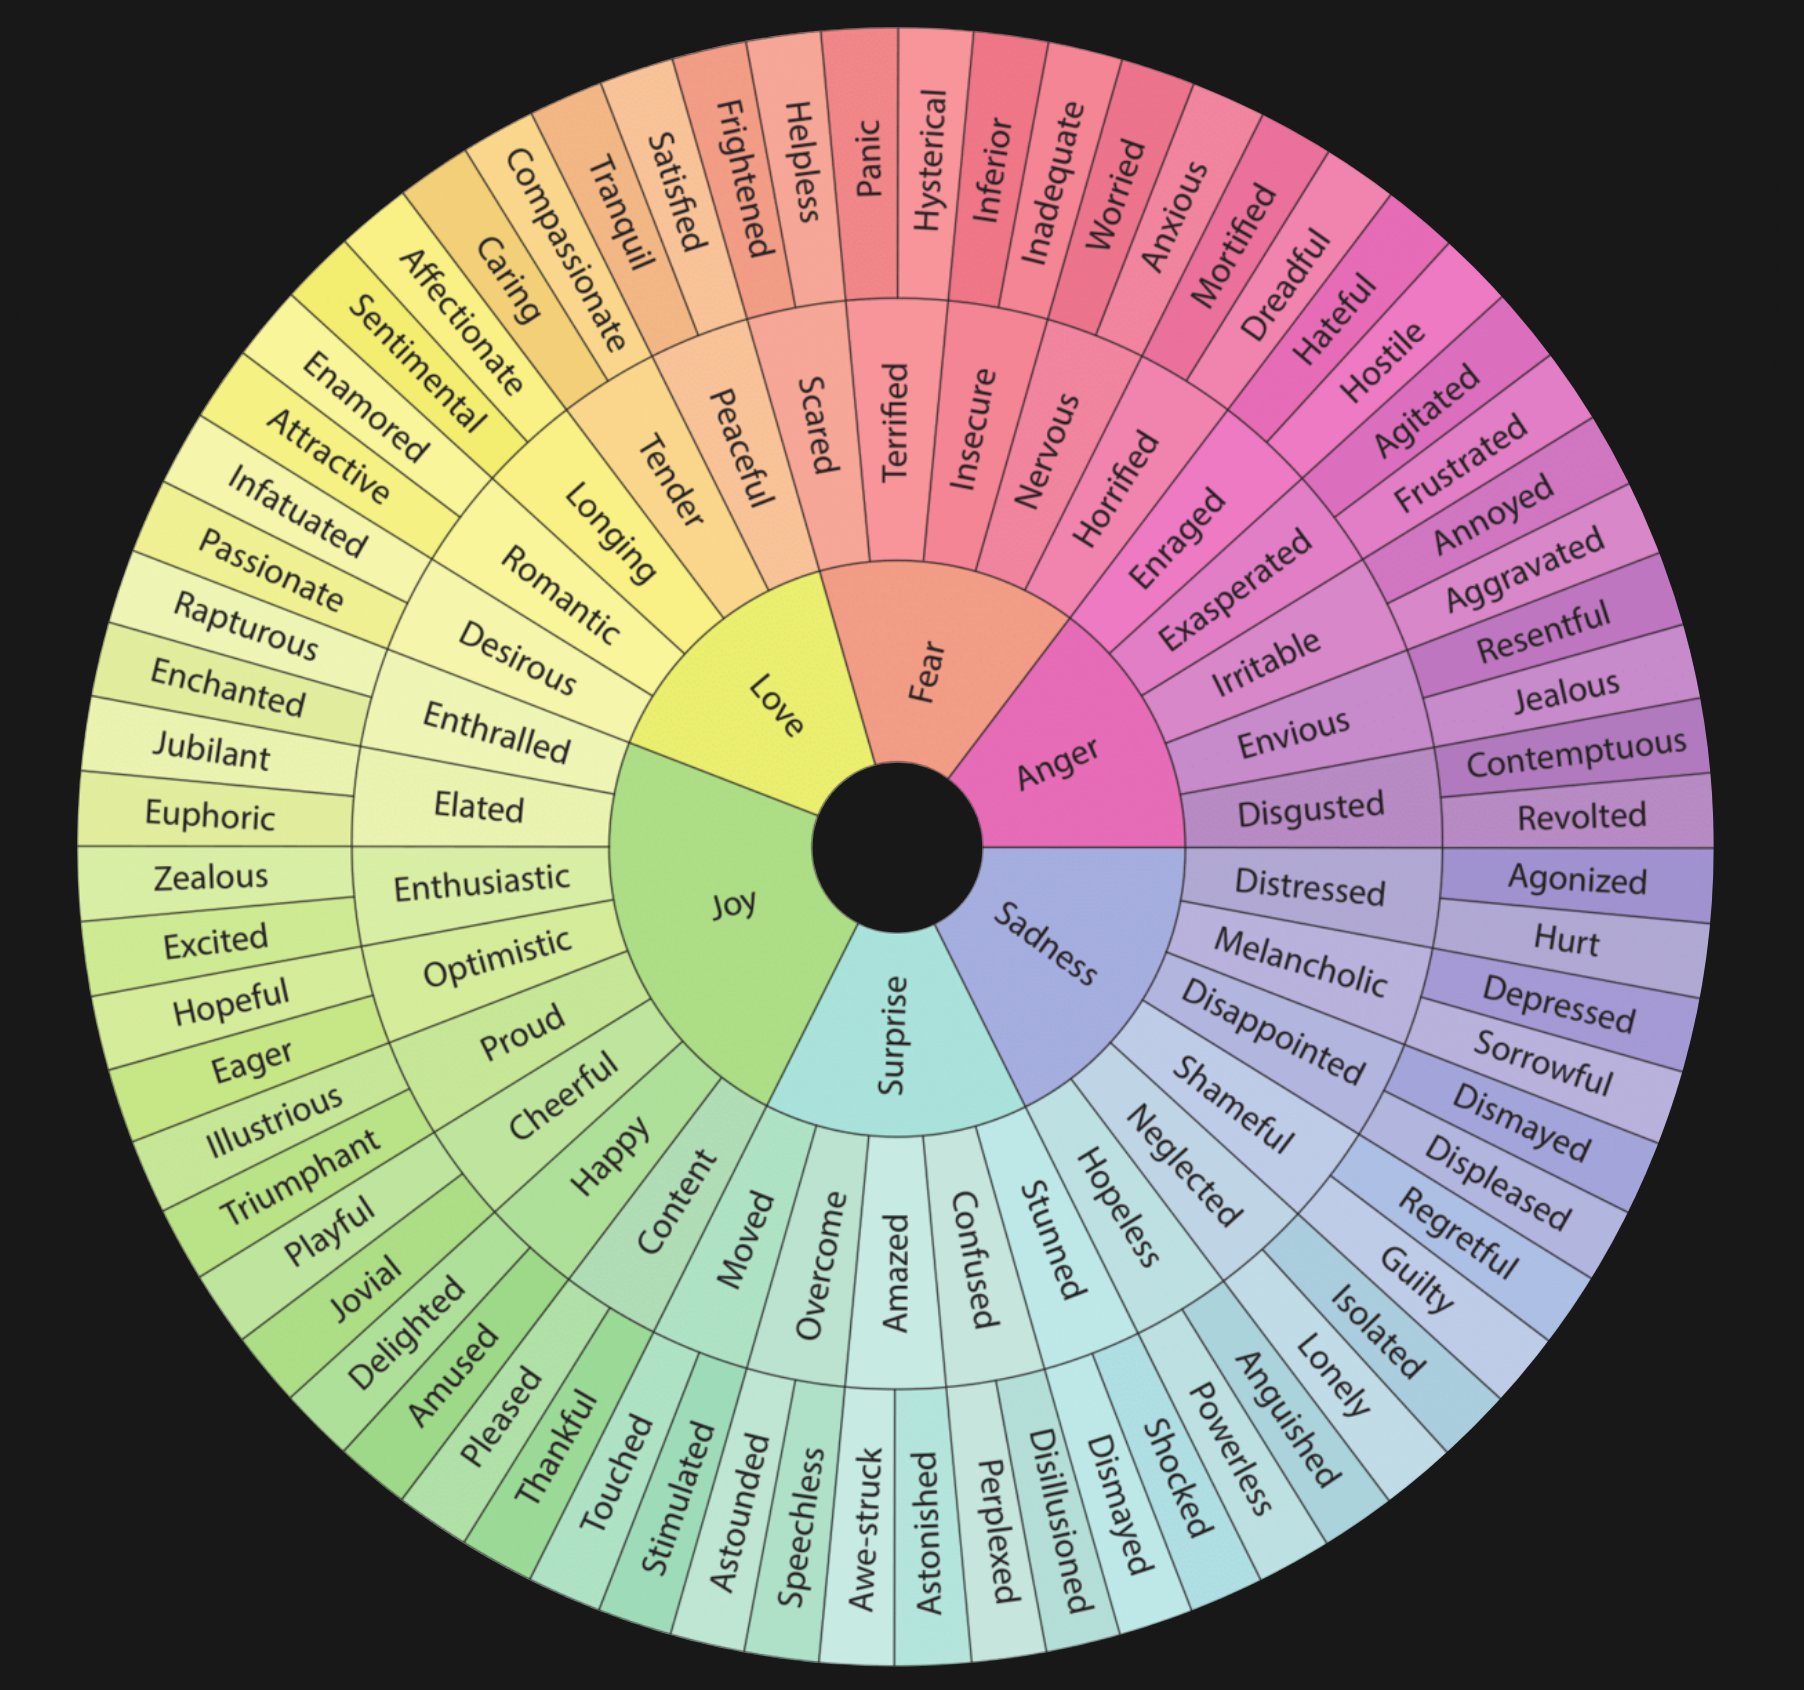 Love
Fear
Anger
Sadness
Surprise
Joy
Longing
Tender
Peaceful
Scared
Terrified
Insecure
Nervous
Horrified
Enraged
Exasperated
Irritable
Envious
Disgusted
Distressed
Melancholic
Disappointed
Shameful
Neglected
Hopeless
Stunned
Confused
Amazed
Overcome
Moved
Content
Happy
Cheerful
Proud
Optimistic
Enthusiastic
Elated
Enthralled
Desirous
Romantic
Sentimental
Affectionate
Caring
Compassionate
Tranquil
Satisfied
Frightened
Helpless
Panic
Hysterical
Inferior
Inadequate
Worried
Anxious
Mortified
Dreadful
Hateful
Hostile
Agitated
Frustrated
Annoyed
Aggravated
Resentful
Jealous
Contemptuous
Revolted
Agonized
Hurt
Depressed
Sorrowful
Dismayed
Displeased
Regretful
Guilty
Isolated
Lonely
Anguished
Powerless
Shocked
Dismayed
Disillusioned
Perplexed
Astonished
Awe-struck
Speechless
Astounded
Stimulated
Touched
Thankful
Pleased
Amused
Delighted
Jovial
Playful
Triumphant
Illustrious
Eager
Hopeful
Excited
Zealous
Euphoric
Jubilant
Enchanted
Rapturous
Passionate
Infatuated
Attractive
Enamored